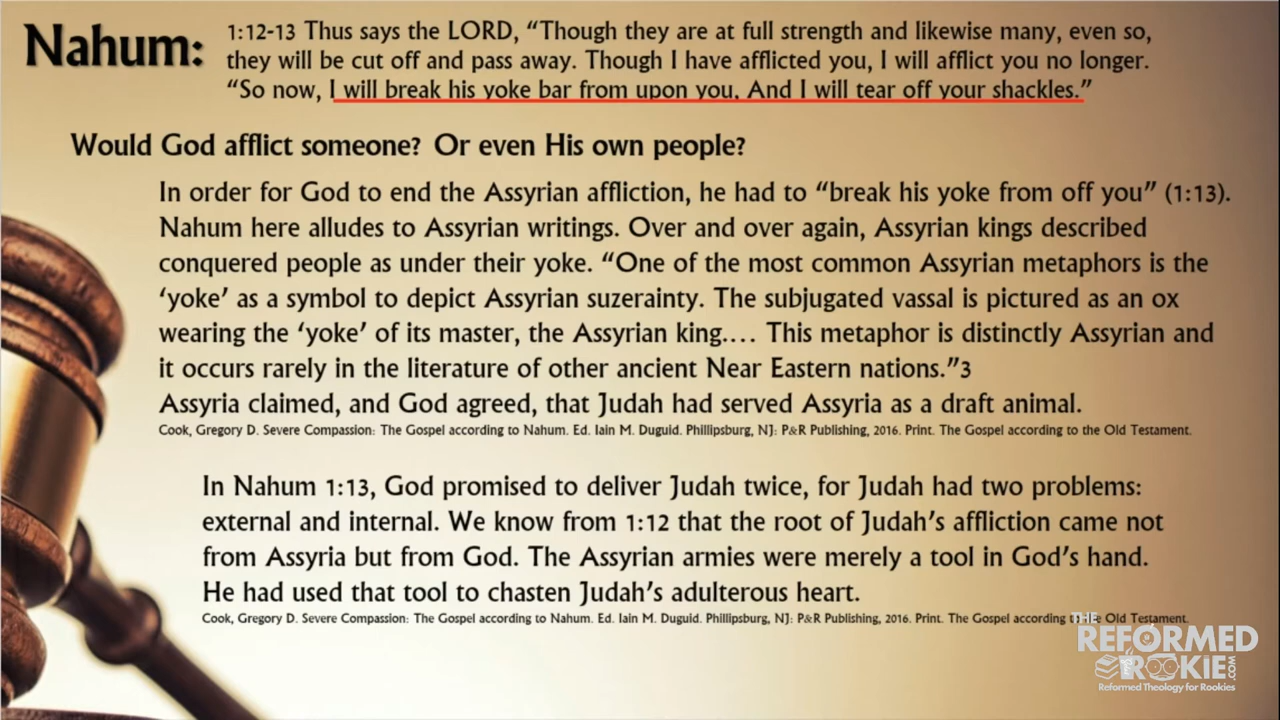 Nahum:
1:12-13 Thus says the LORD, “Though they are at full strength and likewise many, even so,
they will be cut off and pass away. Though I have afflicted you, I will afflict you no longer.
“So now, I will break his yoke bar from upon you, And I will tear off your shackles.”
Would God afflict someone? Or even His own people?
In order for God to end the Assyrian affliction, he had to “break his yoke from off you” (1:13).
Nahum here alludes to Assyrian writings. Over and over again, Assyrian kings described
conquered people as under their yoke. “One of the most common Assyrian metaphors is the
‘yoke’ as a symbol to depict Assyrian suzerainty. The subjugated vassal is pictured as an ox
wearing the ‘yoke’ of its master, the Assyrian king.… This metaphor is distinctly Assyrian and
it occurs rarely in the literature of other ancient Near Eastern nations.”3
Assyria claimed, and God agreed, that Judah had served Assyria as a draft animal.
Cook, Gregory D. Severe Compassion: The Gospel according to Nahum. Ed. Iain M. Duguid. Phillipsburg, NJ: P&R Publishing, 2016. Print. The Gospel according to the Old Testament.
In Nahum 1:13, God promised to deliver Judah twice, for Judah had two problems:
external and internal. We know from 1:12 that the root of Judah’s affliction came not
from Assyria but from God. The Assyrian armies were merely a tool in God’s hand.
He had used that tool to chasten Judah’s adulterous heart.
Cook, Gregory D. Severe Compassion: The Gospel according to Nahum. Ed. Iain M. Duguid. Phillipsburg, NJ: P&R Publishing, 2016. Print. The Gospel according to the Old Testament.
THE
REFORMED
ROOKIE.COM
Reformed Theology for Rookies